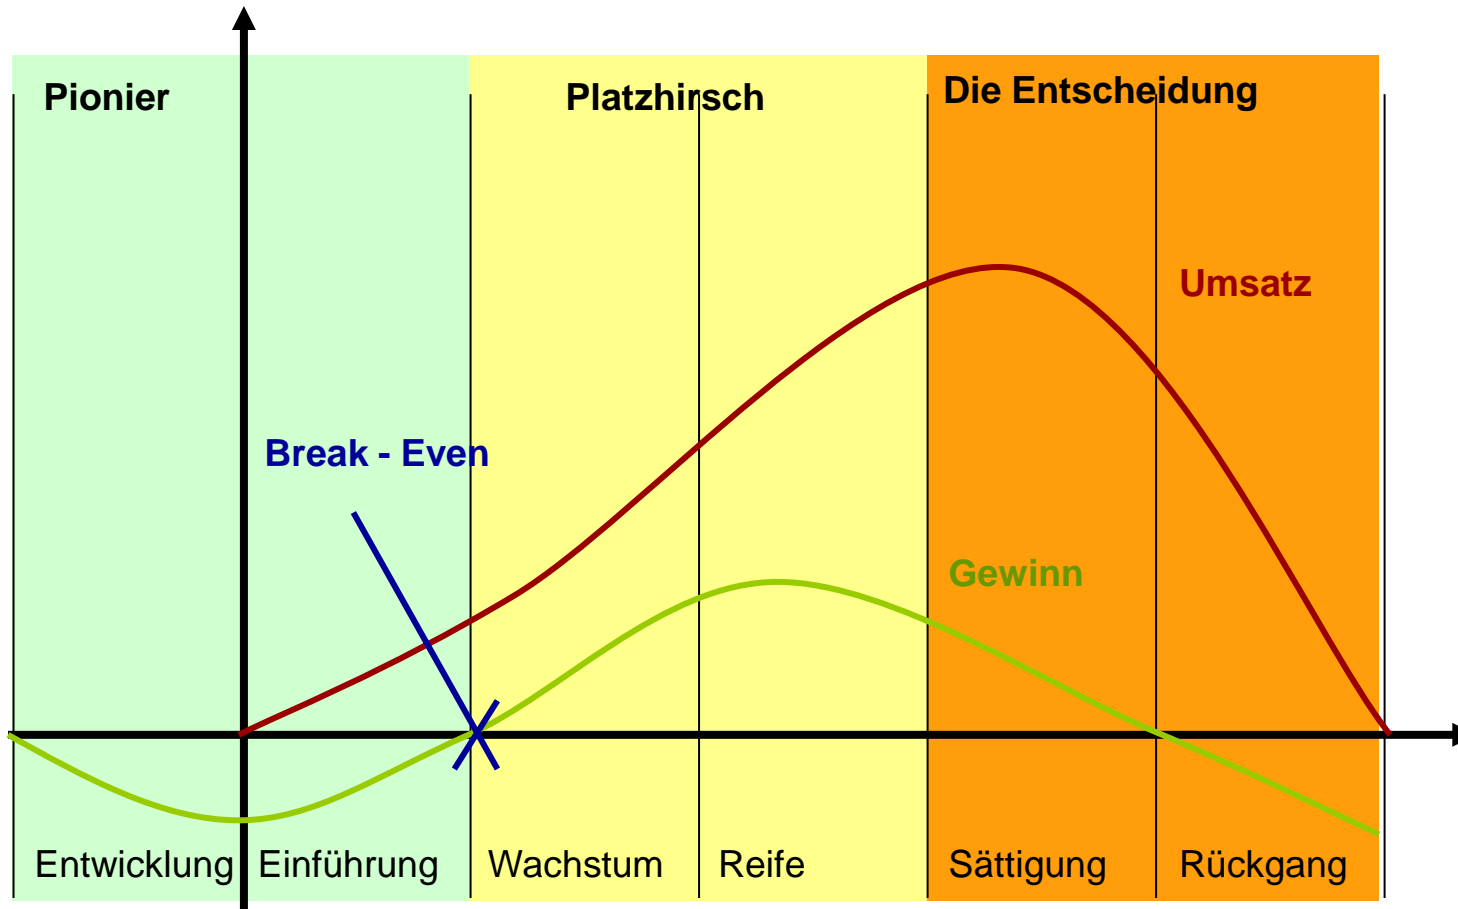 Pionier
Platzhirsch
Die Entscheidung
Umsatz
Break - Even
Gewinn
Entwicklung
Einführung
Wachstum
Reife
Sättigung
Rückgang